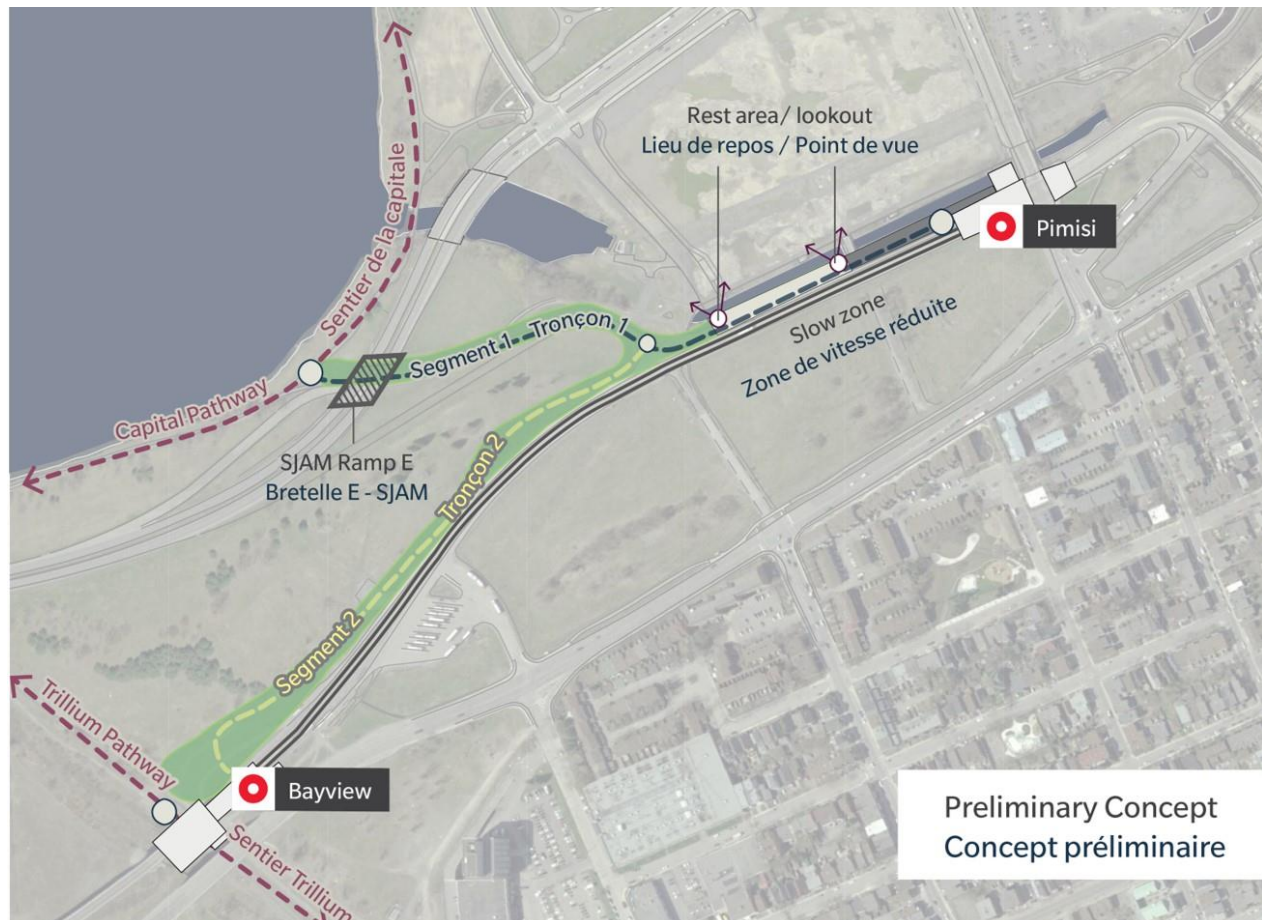 Rest area/ lookout
Lieu de repos / Point de vue
Sentier de la capitale
Pimisi
Segment 1
Tronçon 1
Slow zone
Zone de vitesse réduite
Capital Pathway
SJAM Ramp E
Bretelle E - SJAM
Tronçon 2
Segment 2
Trillium Pathway
Bayview
Sentier Trillium
Preliminary Concept
Concept préliminaire